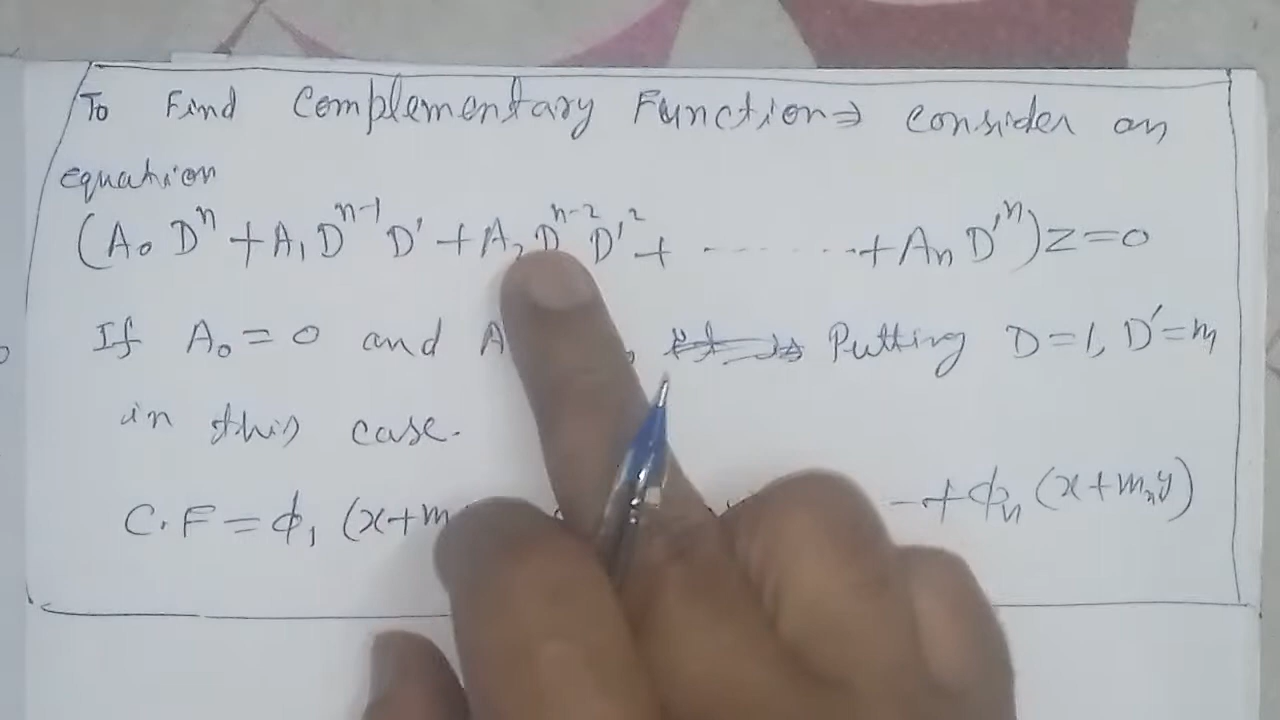 To Find Complementary Function⇒ consider an
equation
(A₀ Dⁿ + A₁ Dⁿ⁻¹ D' + A₂ Dⁿ⁻² D'² + ........ + Aₙ D'ⁿ) z = 0
If A₀ = 0 and A Putting D = 1, D' = m
in this case.
C.F = ϕ₁ (x+m - + ϕₙ (x+mₙy)